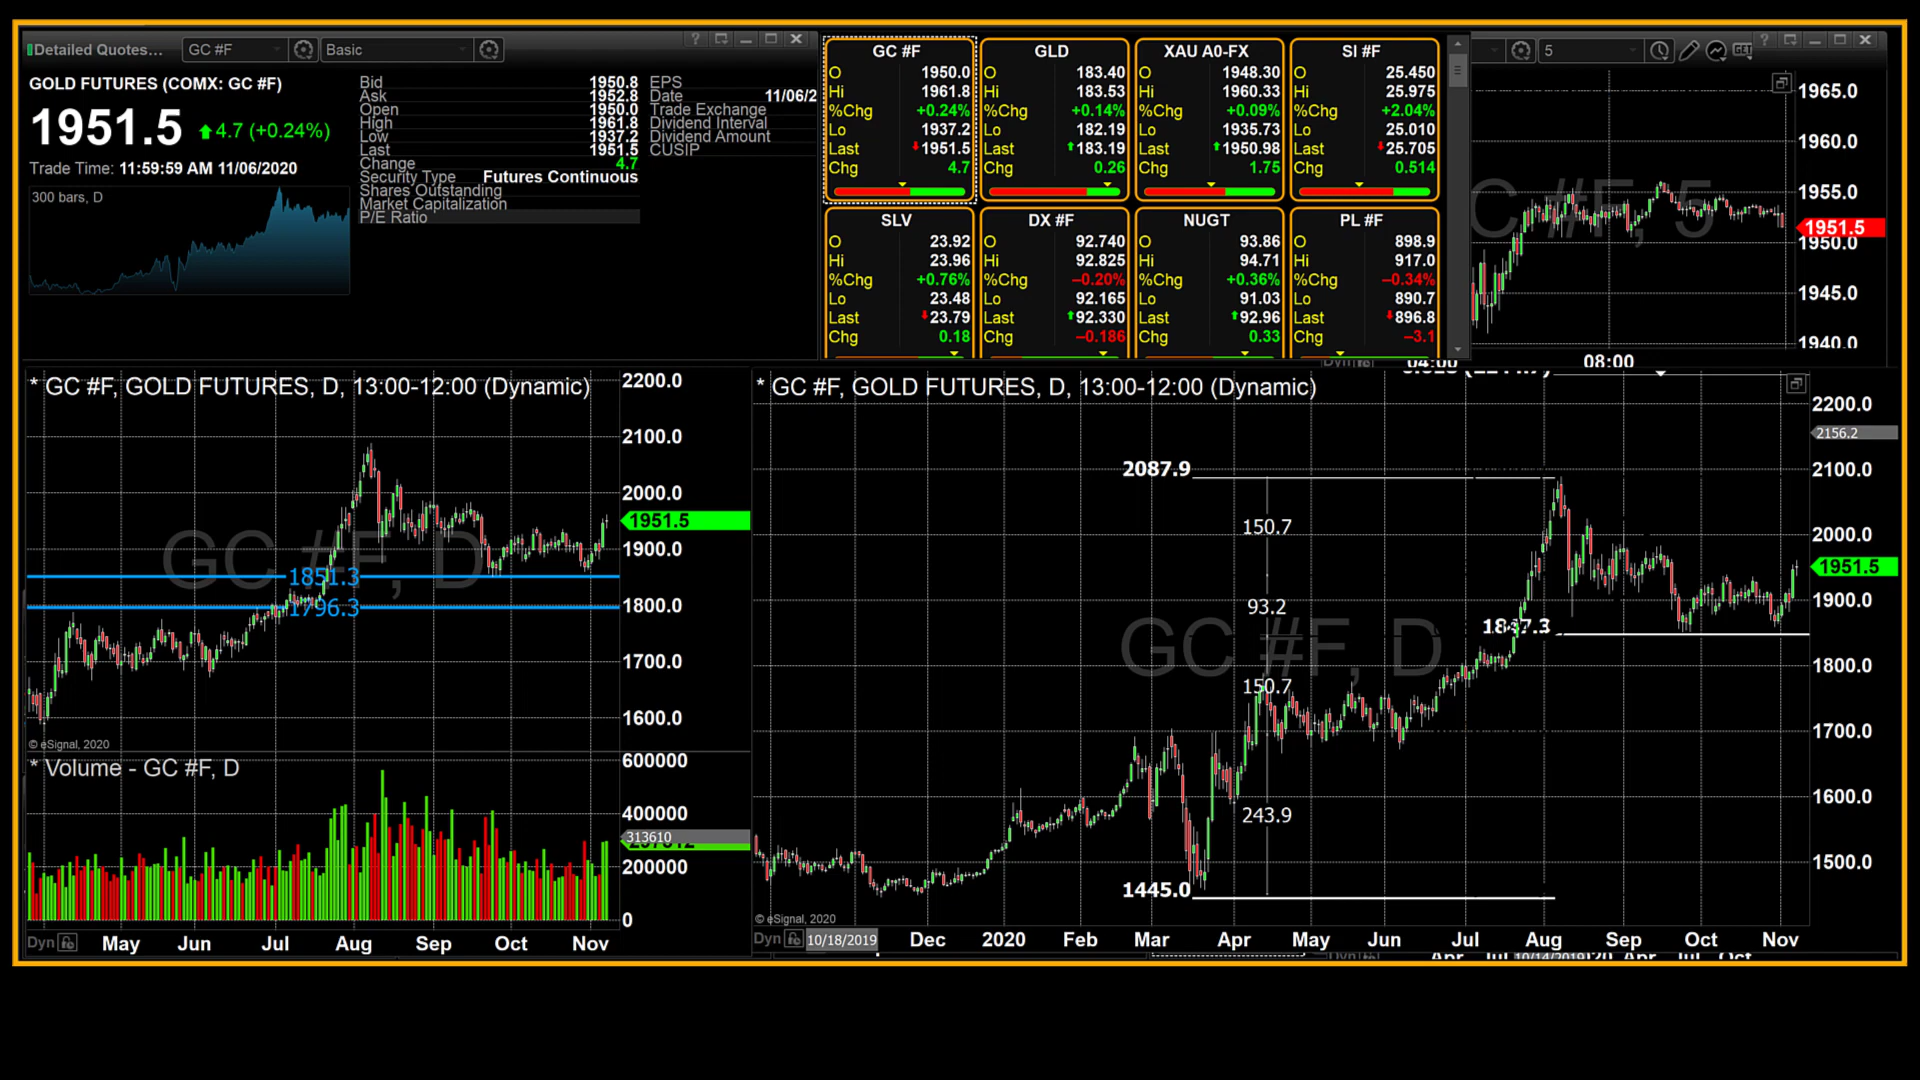 Detailed Quotes...
GC #F
Basic
GOLD FUTURES (COMX: GC #F)
1951.5
4.7 (+0.24%)
Trade Time: 11:59:59 AM 11/06/2020
300 bars, D
Bid 1950.8
Ask 1952.8
Open 1950.0
High 1961.8
Low 1937.2
Last 1951.5
Change 4.7
Security Type Futures Continuous
Shares Outstanding
Market Capitalization
P/E Ratio
EPS
Date 11/06/2
Trade Exchange
Dividend Interval
Dividend Amount
CUSIP
GC #F
O 1950.0
Hi 1961.8
%Chg +0.24%
Lo 1937.2
Last 1951.5
Chg 4.7
GLD
O 183.40
Hi 183.53
%Chg +0.14%
Lo 182.19
Last 183.19
Chg 0.26
XAU A0-FX
O 1948.30
Hi 1960.33
%Chg +0.09%
Lo 1935.73
Last 1950.98
Chg 1.75
SI #F
O 25.450
Hi 25.975
%Chg +2.04%
Lo 25.010
Last 25.705
Chg 0.514
SLV
O 23.92
Hi 23.96
%Chg +0.76%
Lo 23.48
Last 23.79
Chg 0.18
DX #F
O 92.740
Hi 92.825
%Chg −0.20%
Lo 92.165
Last 92.330
Chg −0.186
NUGT
O 93.86
Hi 94.71
%Chg +0.36%
Lo 91.03
Last 92.96
Chg 0.33
PL #F
O 898.9
Hi 917.0
%Chg −0.34%
Lo 890.7
Last 896.8
Chg −3.1
5
GET
C #F, 5
1965.0
1960.0
1955.0
1951.5
1950.0
1945.0
1940.0
04:00
08:00
* GC #F, GOLD FUTURES, D, 13:00-12:00 (Dynamic)
GC #F, D
2200.0
2100.0
2000.0
1951.5
1900.0
1800.0
1700.0
1600.0
1851.3
1796.3
© eSignal, 2020
* Volume - GC #F, D
600000
400000
313610
200000
0
Dyn
May
Jun
Jul
Aug
Sep
Oct
Nov
* GC #F, GOLD FUTURES, D, 13:00-12:00 (Dynamic)
GC #F, D
2200.0
2156.2
2100.0
2000.0
1951.5
1900.0
1800.0
1700.0
1600.0
1500.0
2087.9
150.7
93.2
150.7
243.9
1445.0
© eSignal, 2020
Dyn
10/18/2019
Dec
2020
Feb
Mar
Apr
May
Jun
Jul
Aug
Sep
Oct
Nov